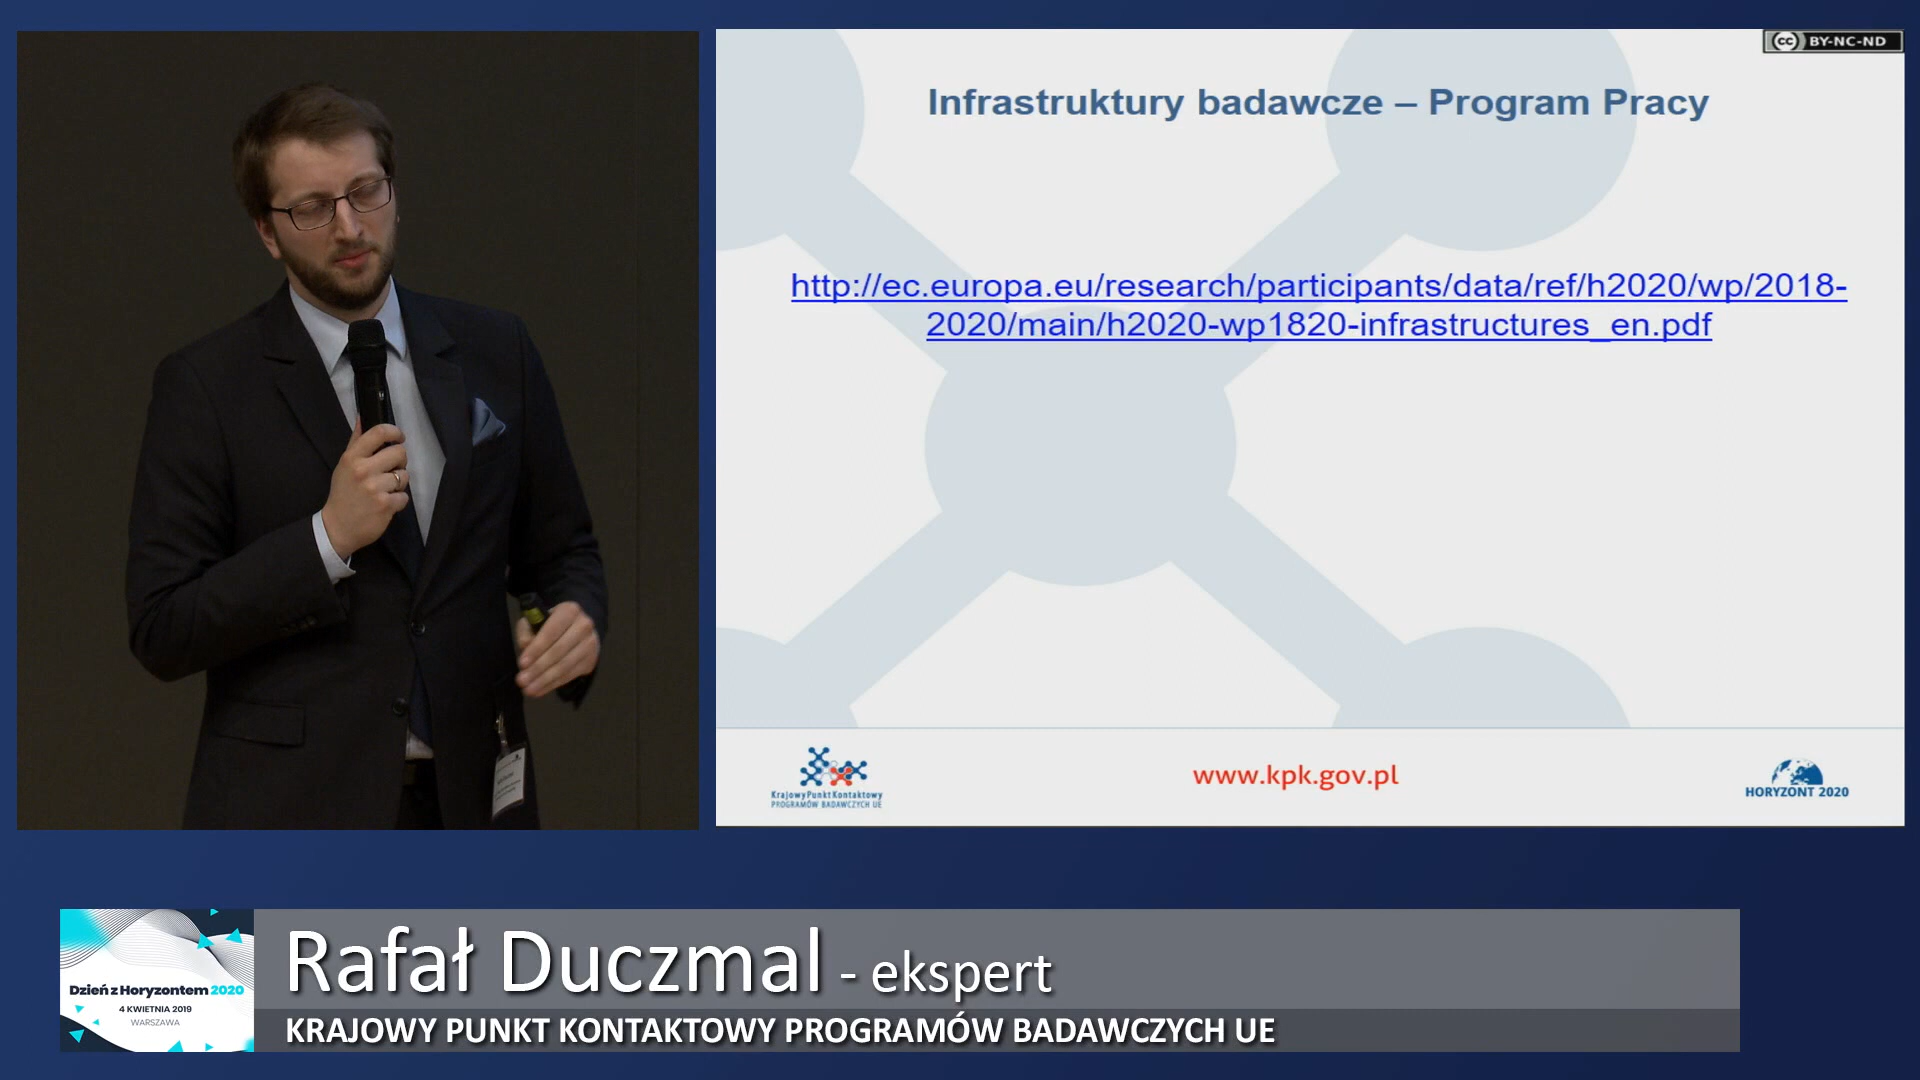 BY-NC-ND
Infrastruktury badawcze – Program Pracy
http://ec.europa.eu/research/participants/data/ref/h2020/wp/2018-
2020/main/h2020-wp1820-infrastructures_en.pdf
Krajowy Punkt Kontaktowy
PROGRAMÓW BADAWCZYCH UE
www.kpk.gov.pl
HORYZONT 2020
Dzień z Horyzontem 2020
4 KWIETNIA 2019
WARSZAWA
Rafał Duczmal - ekspert
KRAJOWY PUNKT KONTAKTOWY PROGRAMÓW BADAWCZYCH UE